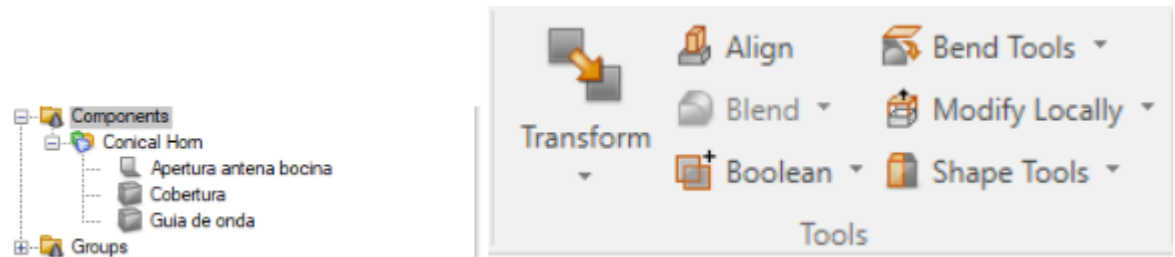 Components
Conical Horn
Apertura antena bocina
Cobertura
Guia de onda
Groups
Transform
Align
Blend
Boolean
Bend Tools
Modify Locally
Shape Tools
Tools